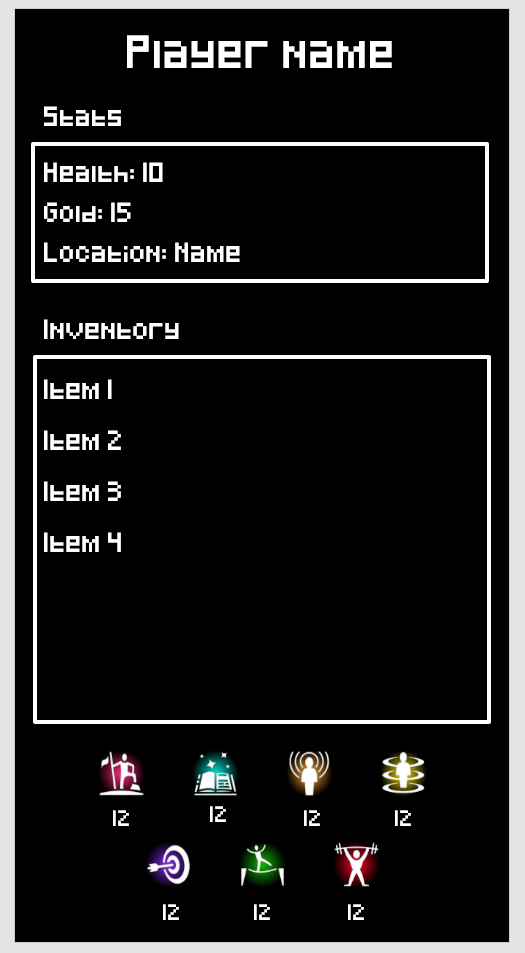 Player name
Stats
Health: 10
Gold: 15
Location: Name
Inventory
Item 1
Item 2
Item 3
Item 4
12 12 12 12
12 12 12